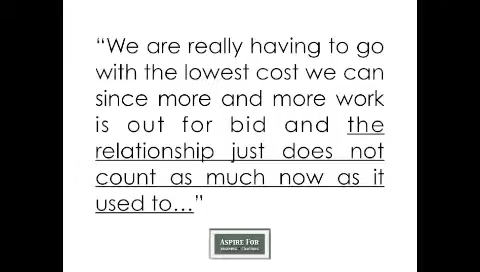 “We are really having to go
with the lowest cost we can
since more and more work
is out for bid and the
relationship just does not
count as much now as it
used to…”
ASPIRE FOR